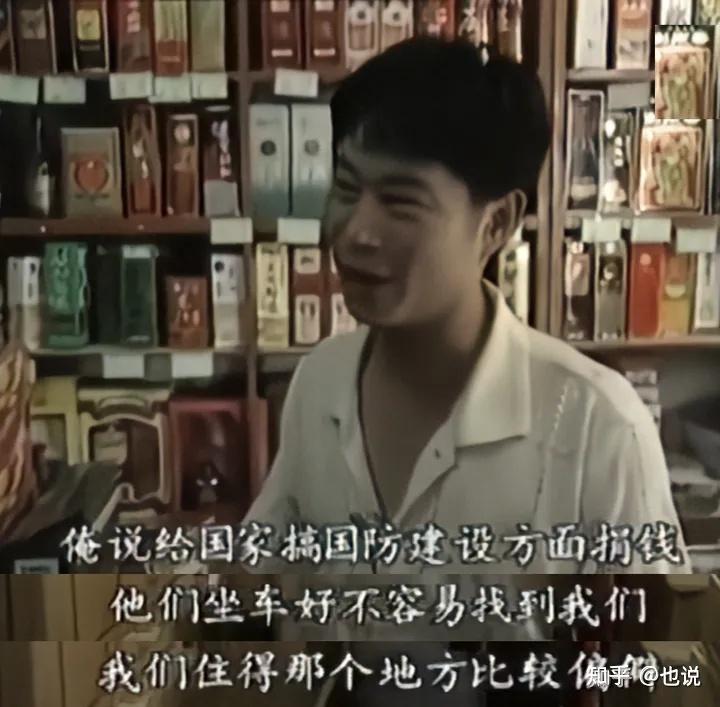 俺说给国家搞国防建设方面捐钱
他们坐车好不容易找到我们
我们住得那个地方比较偏僻
知乎 @也说